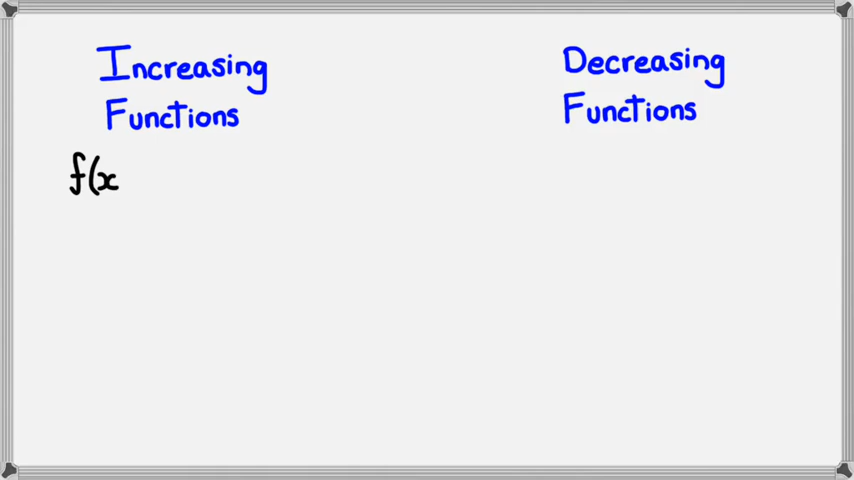 Increasing
Functions
f(x
Decreasing
Functions